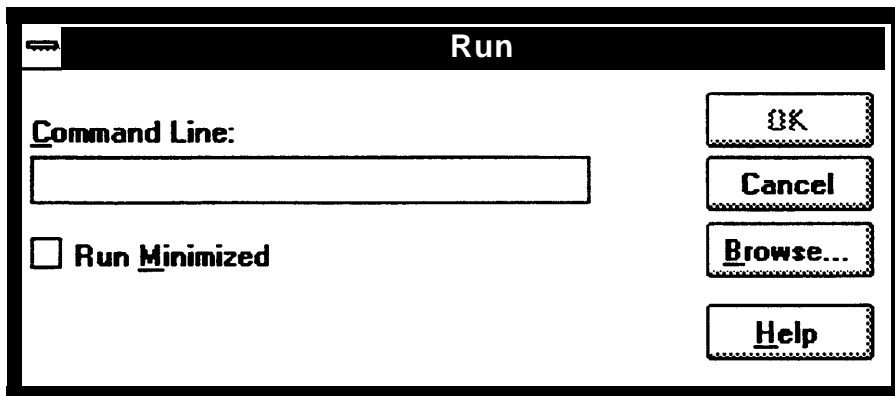 Run
Command Line:
OK
Cancel
Run Minimized
Browse...
Help